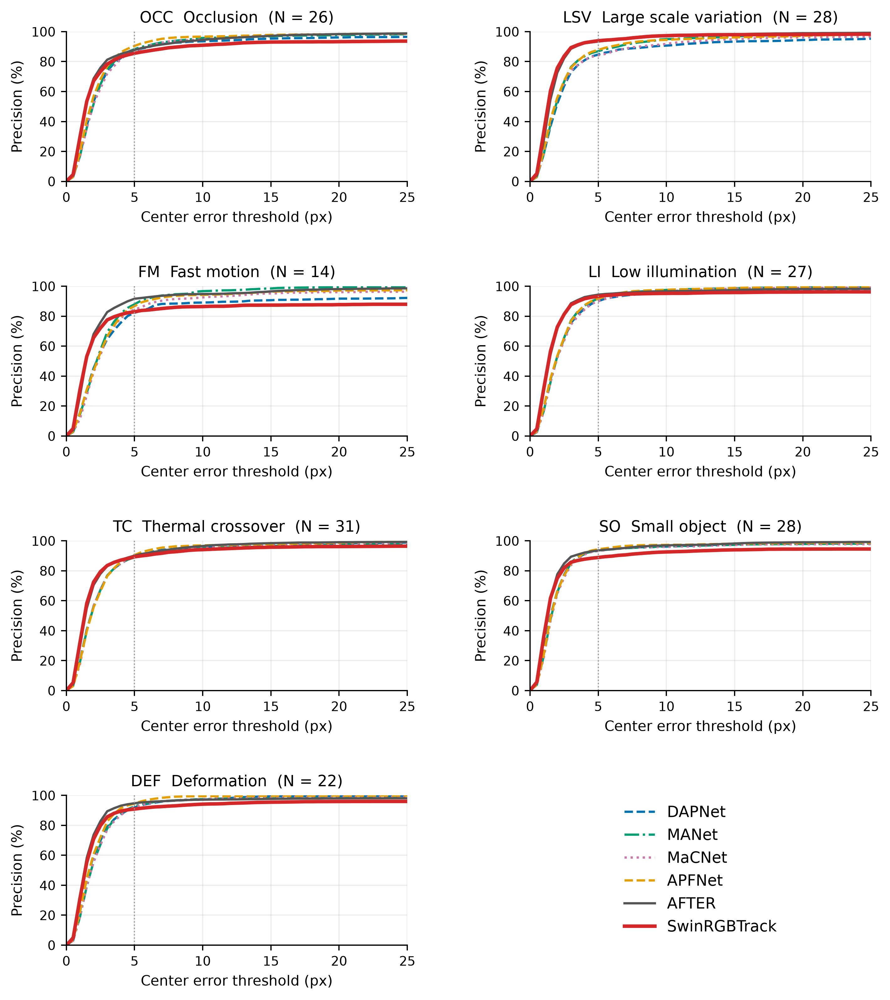 OCC  Occlusion  (N = 26)
Precision (%)
100
80
60
40
20
0
0 5 10 15 20 25
Center error threshold (px)
LSV  Large scale variation  (N = 28)
Precision (%)
100
80
60
40
20
0
0 5 10 15 20 25
Center error threshold (px)
FM  Fast motion  (N = 14)
Precision (%)
100
80
60
40
20
0
0 5 10 15 20 25
Center error threshold (px)
LI  Low illumination  (N = 27)
Precision (%)
100
80
60
40
20
0
0 5 10 15 20 25
Center error threshold (px)
TC  Thermal crossover  (N = 31)
Precision (%)
100
80
60
40
20
0
0 5 10 15 20 25
Center error threshold (px)
SO  Small object  (N = 28)
Precision (%)
100
80
60
40
20
0
0 5 10 15 20 25
Center error threshold (px)
DEF  Deformation  (N = 22)
Precision (%)
100
80
60
40
20
0
0 5 10 15 20 25
Center error threshold (px)
DAPNet
MANet
MaCNet
APFNet
AFTER
SwinRGBTrack